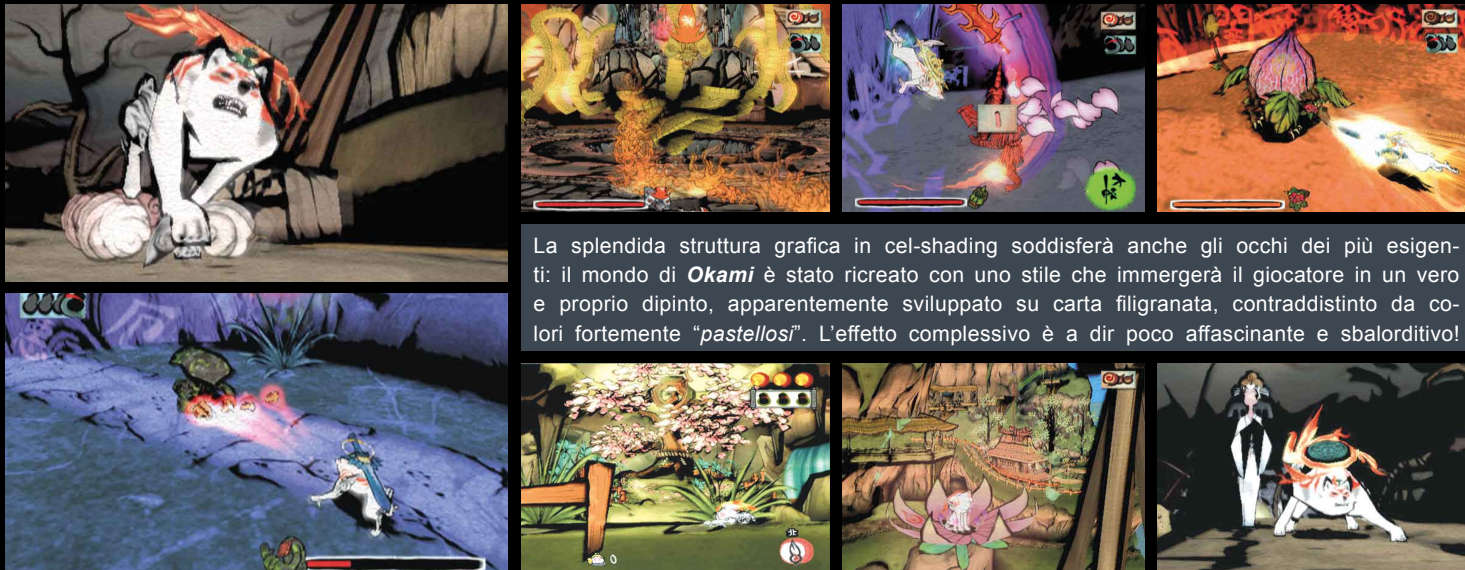 La splendida struttura grafica in cel-shading soddisferà anche gli occhi dei più esigen-
ti: il mondo di Okami è stato ricreato con uno stile che immergerà il giocatore in un vero
e proprio dipinto, apparentemente sviluppato su carta filigranata, contraddistinto da co-
lori fortemente “pastellosi”. L’effetto complessivo è a dir poco affascinante e sbalorditivo!
北
0